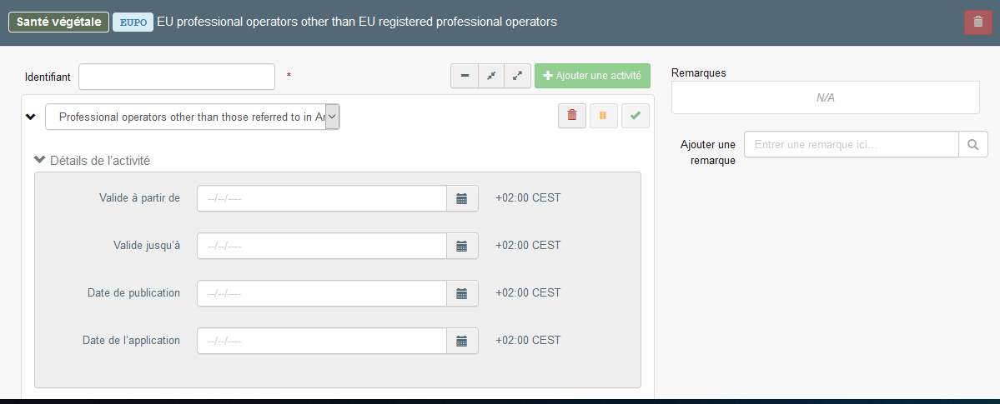 Santé végétale EUPO EU professional operators other than EU registered professional operators
Identifiant *
Ajouter une activité
Professional operators other than those referred to in Ar
Détails de l'activité
Valide à partir de --/--/---- +02:00 CEST
Valide jusqu'à --/--/---- +02:00 CEST
Date de publication --/--/---- +02:00 CEST
Date de l'application --/--/---- +02:00 CEST
Remarques
N/A
Ajouter une
remarque
Entrer une remarque ici...